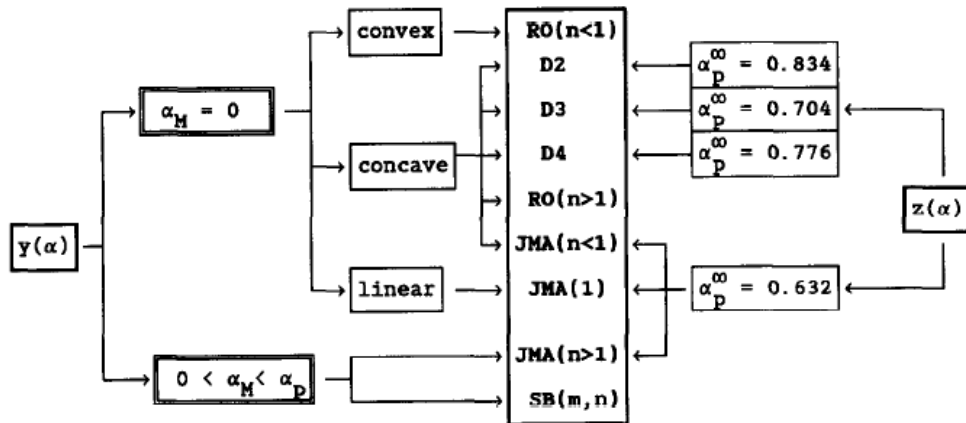 y(α)
α_M = 0
0 < α_M < α_p
convex
concave
linear
RO(n<1)
D2
D3
D4
RO(n>1)
JMA(n<1)
JMA(1)
JMA(n>1)
SB(m,n)
α_p^∞ = 0.834
α_p^∞ = 0.704
α_p^∞ = 0.776
α_p^∞ = 0.632
z(α)